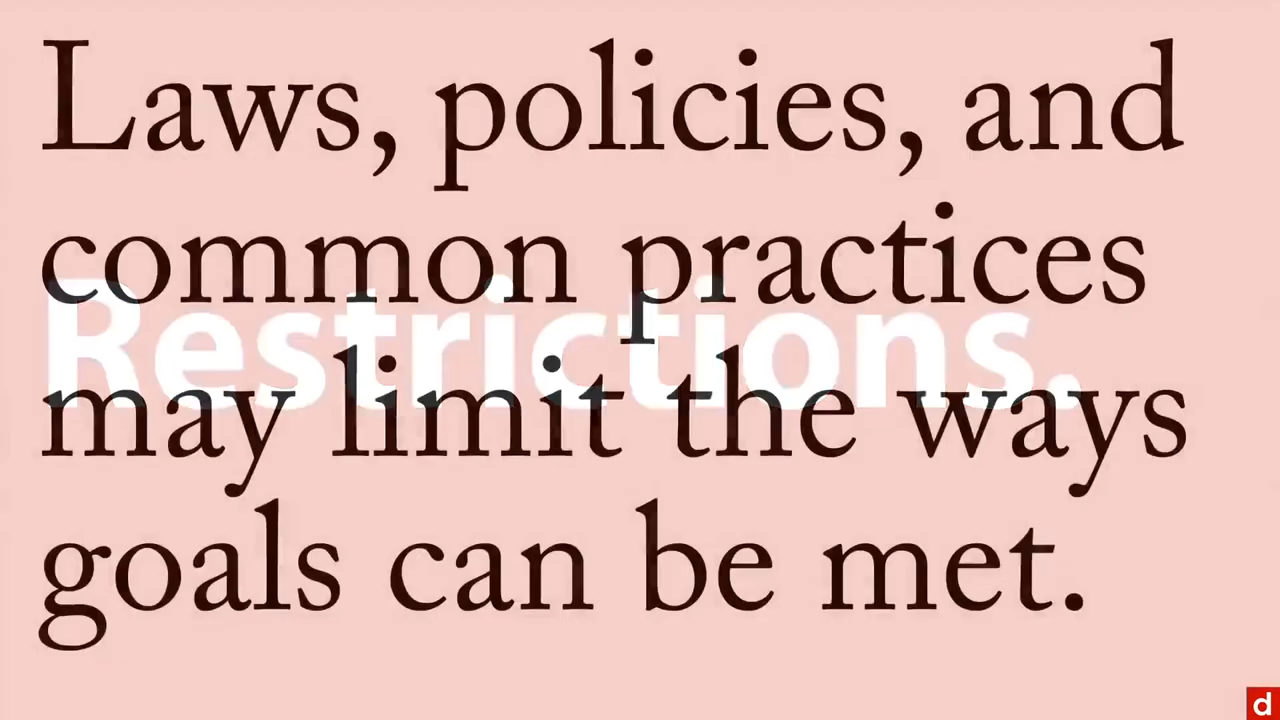 Laws, policies, and
common practices
Restrictions.
may limit the ways
goals can be met.
d